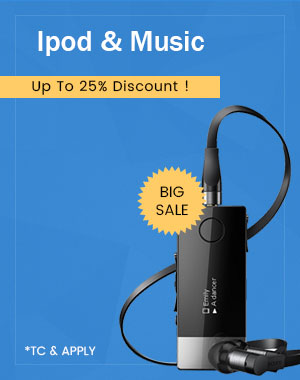 Ipod & Music
Up To 25% Discount !
BIG
SALE
Emily
A dancer
*TC & APPLY